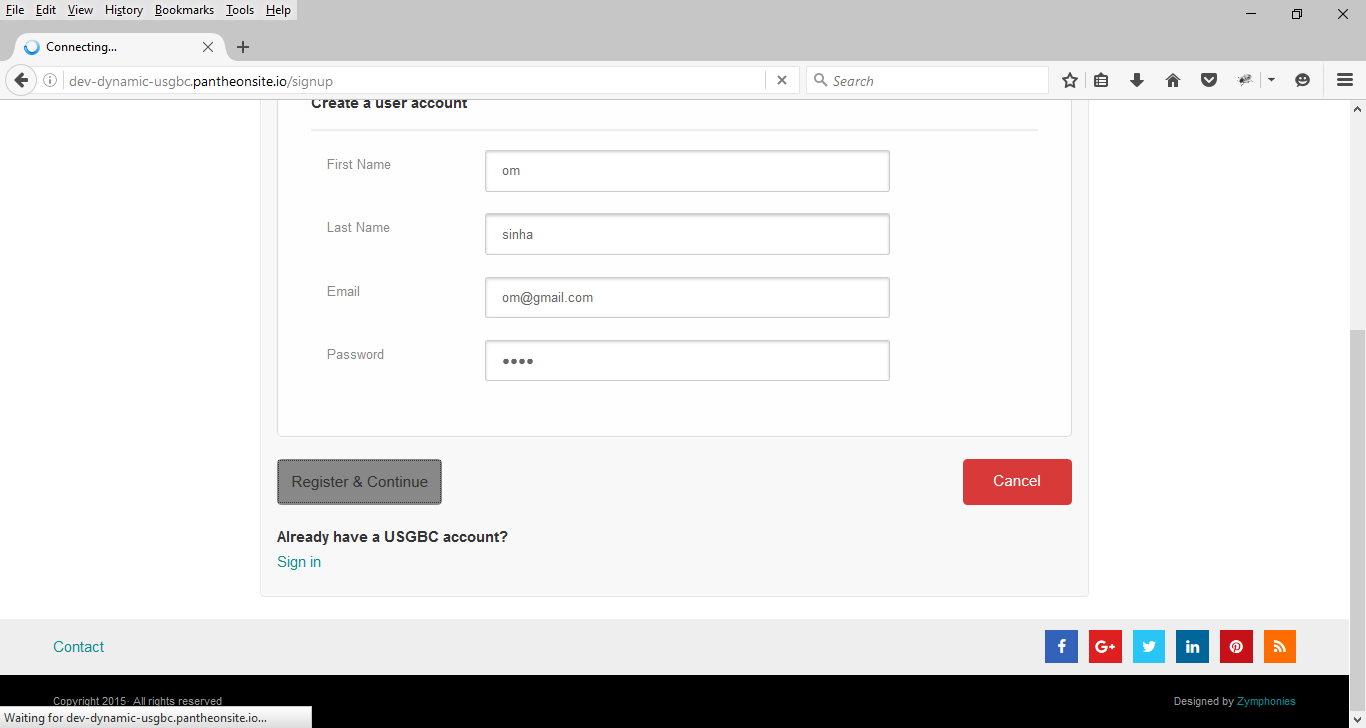 File Edit View History Bookmarks Tools Help
Connecting...
dev-dynamic-usgbc.pantheonsite.io/signup
Search
Create a user account
First Name
om
Last Name
sinha
Email
om@gmail.com
Password
Register & Continue
Cancel
Already have a USGBC account?
Sign in
Contact
f G+ in
Copyright 2015- All rights reserved
Designed by Zymphonies
Waiting for dev-dynamic-usgbc.pantheonsite.io...